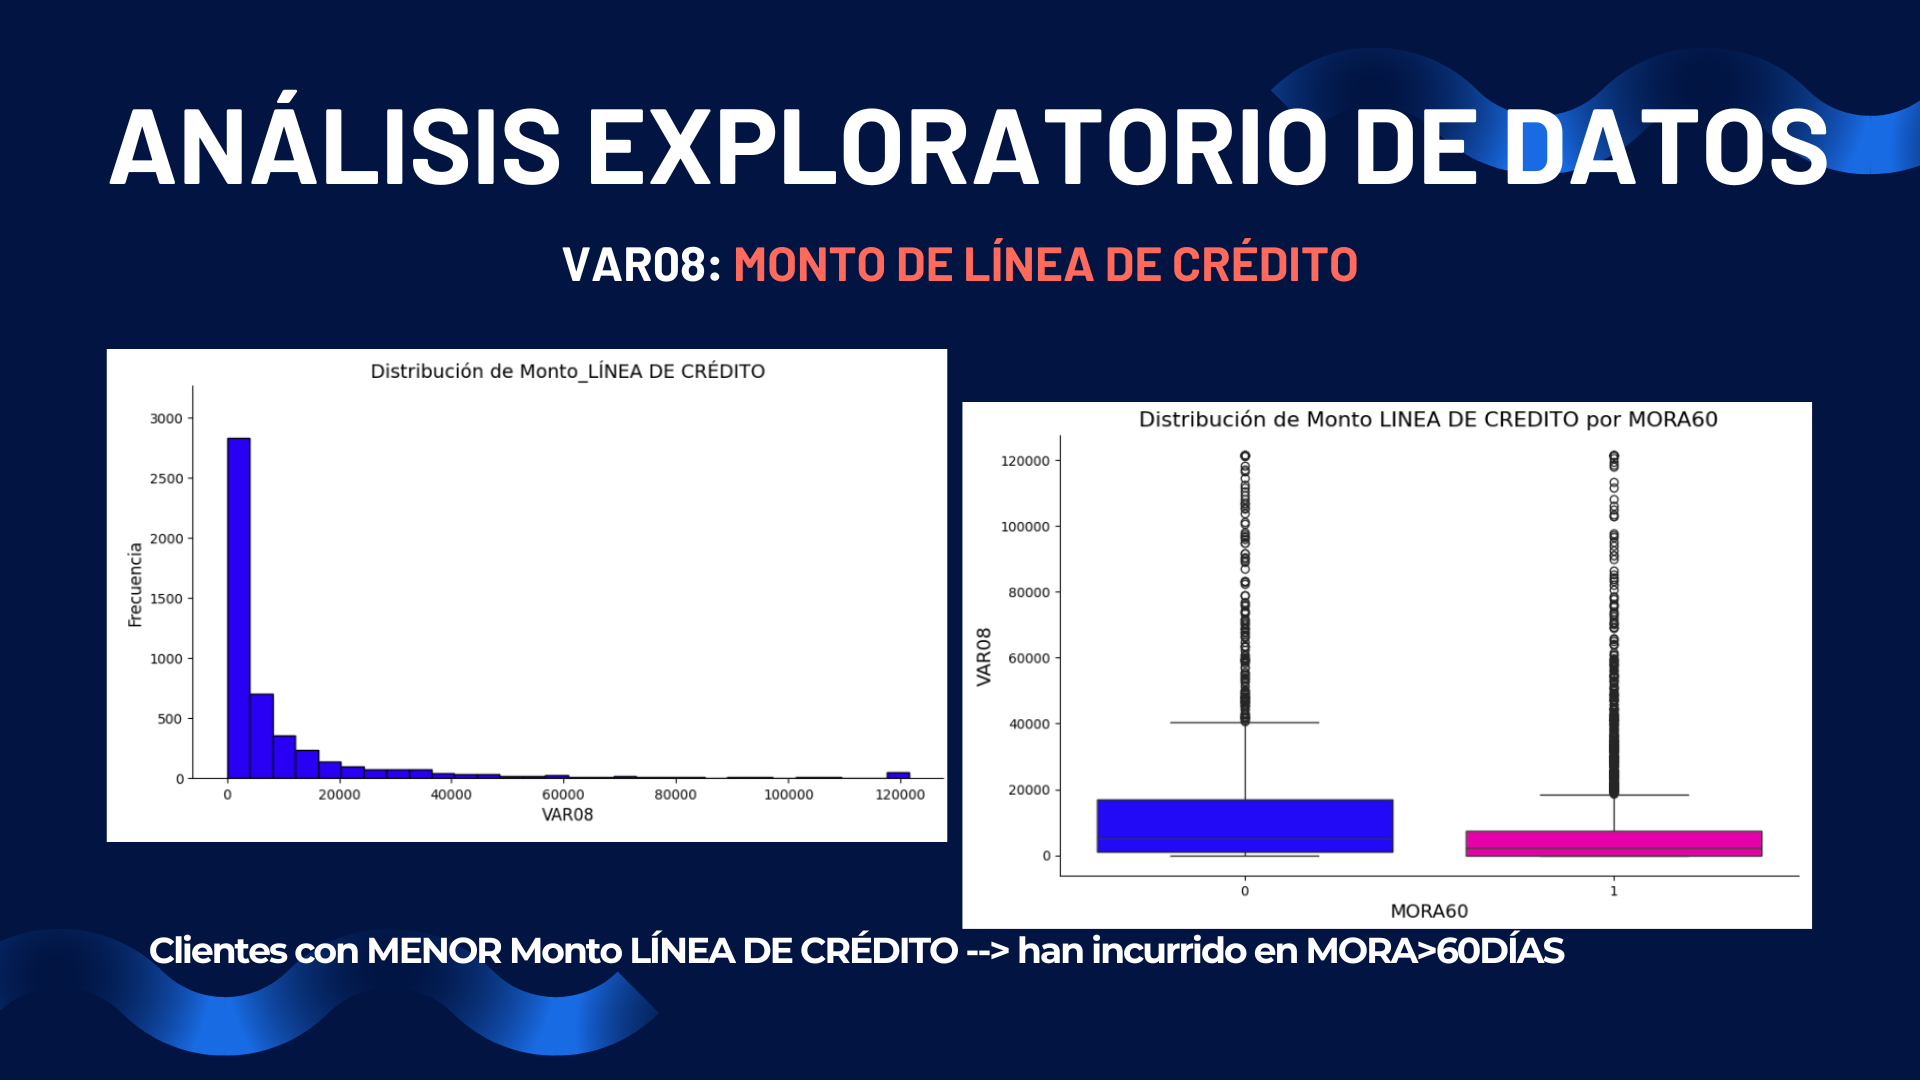 ANÁLISIS EXPLORATORIO DE DATOS
VAR08: MONTO DE LÍNEA DE CRÉDITO
Distribución de Monto_LÍNEA DE CRÉDITO
3000
2500
2000
1500
1000
500
0
Frecuencia
0 20000 40000 60000 80000 100000 120000
VAR08
Distribución de Monto LINEA DE CREDITO por MORA60
120000
100000
80000
60000
40000
20000
0
VAR08
0 1
MORA60
Clientes con MENOR Monto LÍNEA DE CRÉDITO --> han incurrido en MORA>60DÍAS